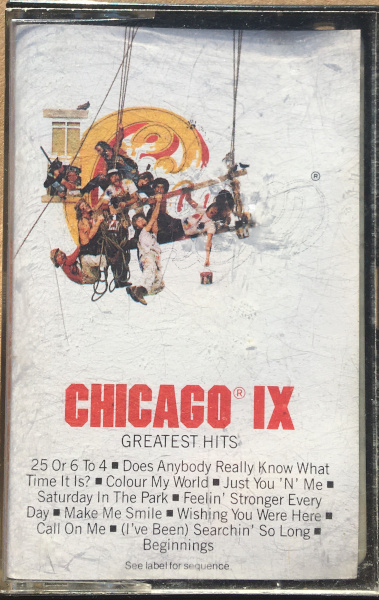 ®
CHICAGO® IX
GREATEST HITS
25 Or 6 To 4 ■ Does Anybody Really Know What
Time It Is? ■ Colour My World ■ Just You 'N' Me ■
Saturday In The Park ■ Feelin' Stronger Every
Day ■ Make Me Smile ■ Wishing You Were Here ■
Call On Me ■ (I've Been) Searchin' So Long ■
Beginnings
See label for sequence.